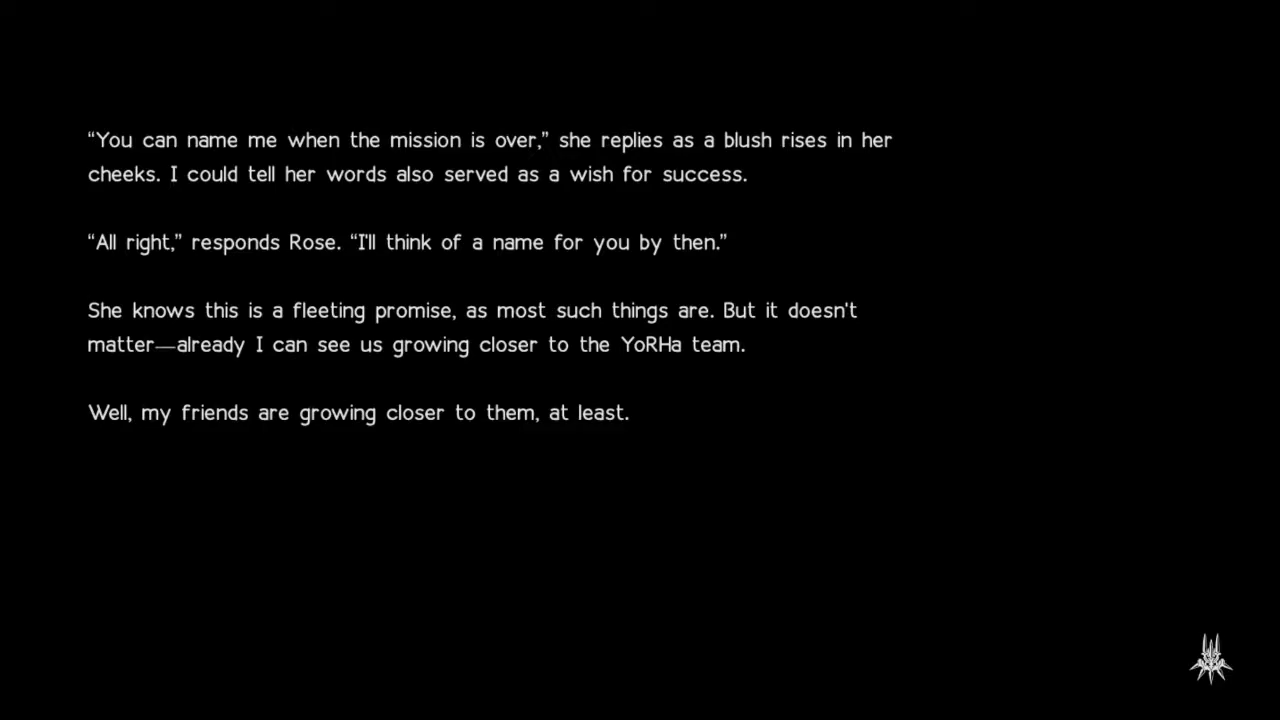 “You can name me when the mission is over,” she replies as a blush rises in her
cheeks. I could tell her words also served as a wish for success.
“All right,” responds Rose. “I'll think of a name for you by then.”
She knows this is a fleeting promise, as most such things are. But it doesn't
matter—already I can see us growing closer to the YoRHa team.
Well, my friends are growing closer to them, at least.